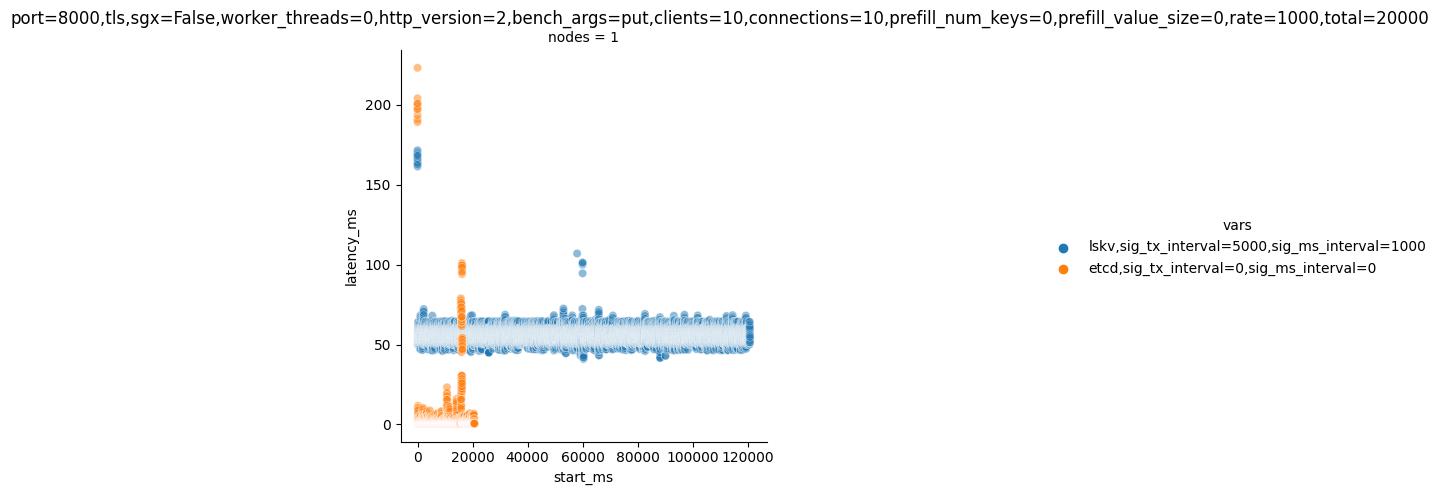 port=8000,tls,sgx=False,worker_threads=0,http_version=2,bench_args=put,clients=10,connections=10,prefill_num_keys=0,prefill_value_size=0,rate=1000,total=20000
nodes = 1
200
150
100
50
0
latency_ms
0 20000 40000 60000 80000 100000 120000
start_ms
vars
lskv,sig_tx_interval=5000,sig_ms_interval=1000
etcd,sig_tx_interval=0,sig_ms_interval=0